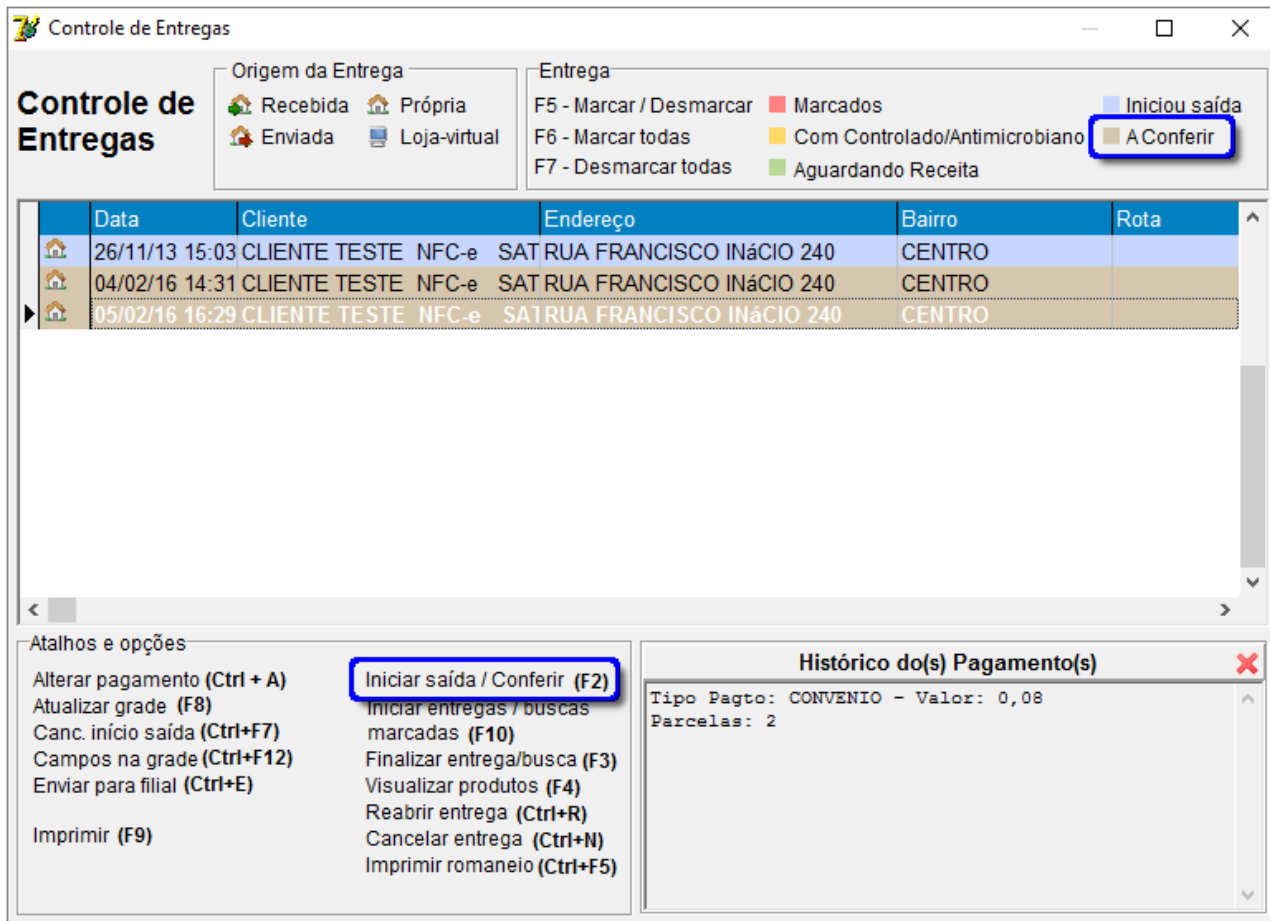 Controle de Entregas
Controle de
Entregas
Origem da Entrega
Recebida Própria
Enviada Loja-virtual
Entrega
F5 - Marcar / Desmarcar Marcados Iniciou saída
F6 - Marcar todas Com Controlado/Antimicrobiano A Conferir
F7 - Desmarcar todas Aguardando Receita
Data Cliente Endereço Bairro Rota
26/11/13 15:03 CLIENTE TESTE NFC-e SAT RUA FRANCISCO INáCIO 240 CENTRO
04/02/16 14:31 CLIENTE TESTE NFC-e SAT RUA FRANCISCO INáCIO 240 CENTRO
05/02/16 16:29 CLIENTE TESTE NFC-e SAT RUA FRANCISCO INáCIO 240 CENTRO
Atalhos e opções
Alterar pagamento (Ctrl + A)
Atualizar grade (F8)
Canc. início saída (Ctrl+F7)
Campos na grade (Ctrl+F12)
Enviar para filial (Ctrl+E)
Imprimir (F9)
Iniciar saída / Conferir (F2)
Iniciar entregas / buscas
marcadas (F10)
Finalizar entrega/busca (F3)
Visualizar produtos (F4)
Reabrir entrega (Ctrl+R)
Cancelar entrega (Ctrl+N)
Imprimir romaneio (Ctrl+F5)
Histórico do(s) Pagamento(s)
Tipo Pagto: CONVENIO - Valor: 0,08
Parcelas: 2